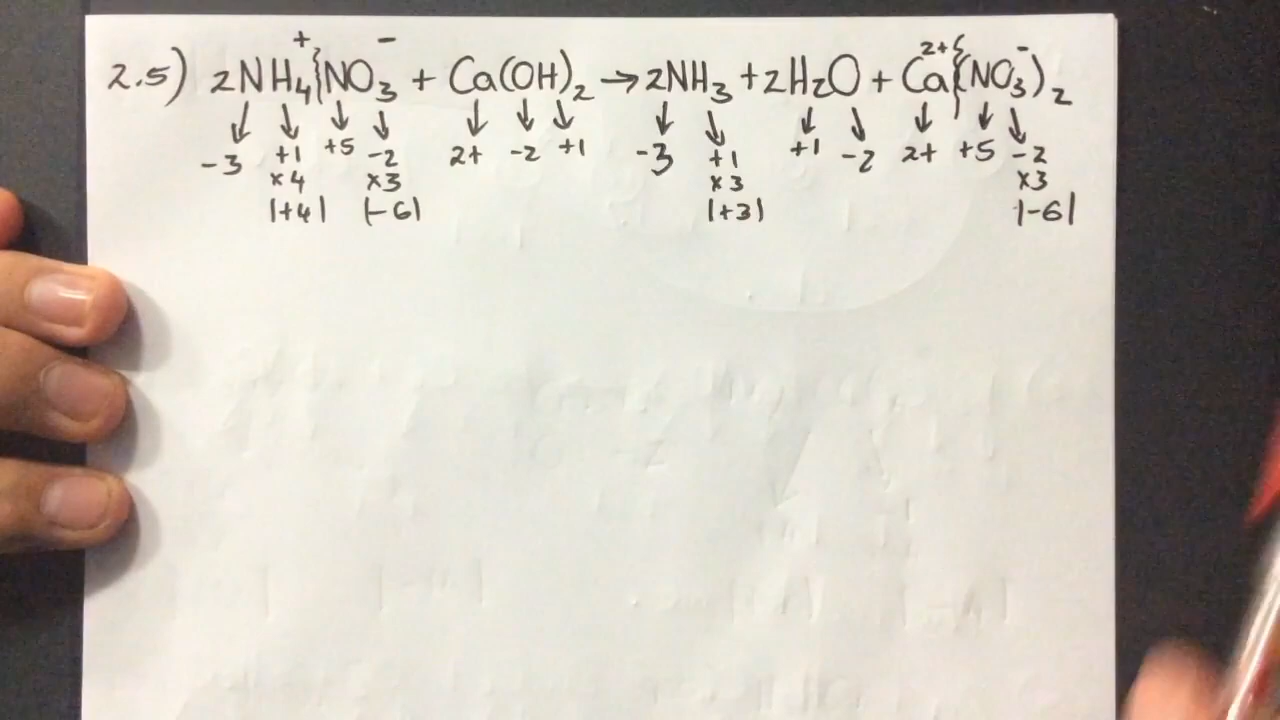 2.5) 2NH₄⁺{NO₃⁻ + Ca(OH)₂ → 2NH₃ + 2H₂O + Ca²⁺{(NO₃⁻)₂
↓ ↓ ↓ ↓ ↓ ↓ ↓ ↓ ↓ ↓ ↓ ↓ ↓ ↓
-3 +1 +5 -2 2+ -2 +1 -3 +1 +1 -2 2+ +5 -2
x4 x3 x3 x3
|+4| |-6| |+3| |-6|